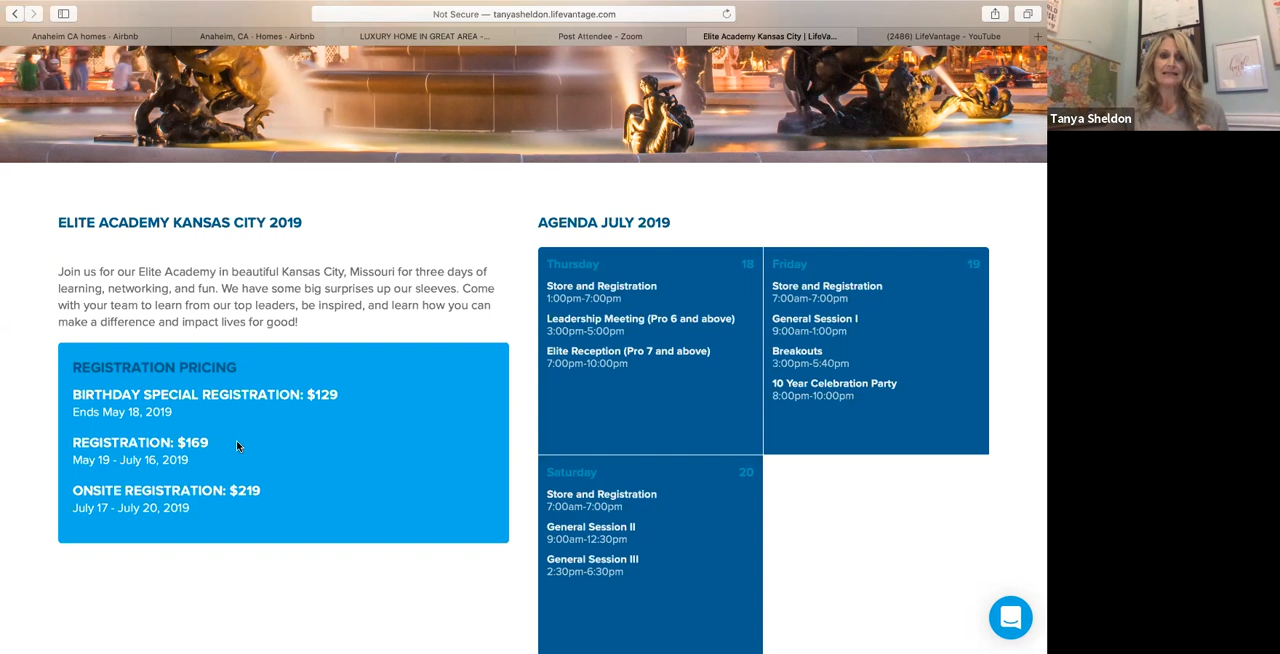 Not Secure — tanyasheldon.lifevantage.com
Anaheim CA homes · Airbnb
Anaheim, CA · Homes · Airbnb
LUXURY HOME IN GREAT AREA -...
Post Attendee - Zoom
Elite Academy Kansas City | LifeVa...
(2486) LifeVantage - YouTube
Tanya Sheldon
ELITE ACADEMY KANSAS CITY 2019
Join us for our Elite Academy in beautiful Kansas City, Missouri for three days of
learning, networking, and fun. We have some big surprises up our sleeves. Come
with your team to learn from our top leaders, be inspired, and learn how you can
make a difference and impact lives for good!
REGISTRATION PRICING
BIRTHDAY SPECIAL REGISTRATION: $129
Ends May 18, 2019
REGISTRATION: $169
May 19 - July 16, 2019
ONSITE REGISTRATION: $219
July 17 - July 20, 2019
AGENDA JULY 2019
Thursday 18
Store and Registration
1:00pm-7:00pm
Leadership Meeting (Pro 6 and above)
3:00pm-5:00pm
Elite Reception (Pro 7 and above)
7:00pm-10:00pm
Friday 19
Store and Registration
7:00am-7:00pm
General Session I
9:00am-1:00pm
Breakouts
3:00pm-5:40pm
10 Year Celebration Party
8:00pm-10:00pm
Saturday 20
Store and Registration
7:00am-7:00pm
General Session II
9:00am-12:30pm
General Session III
2:30pm-6:30pm